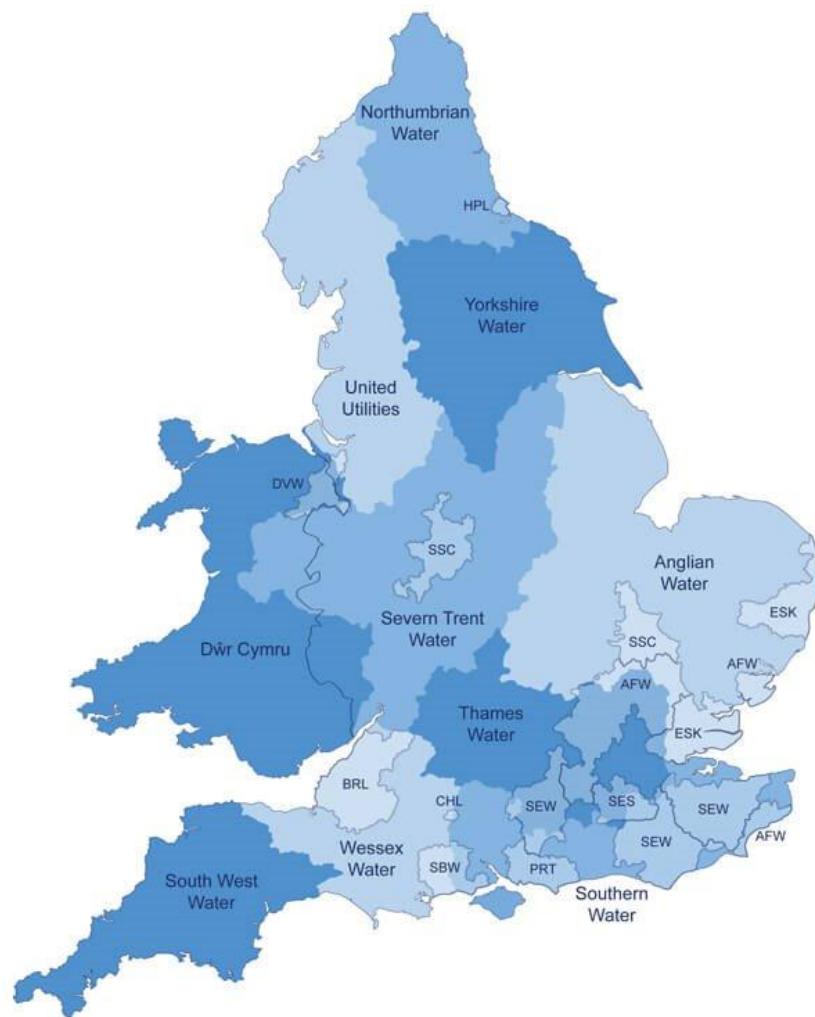 Northumbrian
Water
HPL
Yorkshire
Water
United
Utilities
DVW
SSC
Anglian
Water
ESK
Severn Trent
Water
SSC
Dŵr Cymru
AFW
AFW
Thames
Water
ESK
BRL
CHL
SEW
SES
SEW
AFW
SEW
Wessex
Water
SBW
PRT
South West
Water
Southern
Water